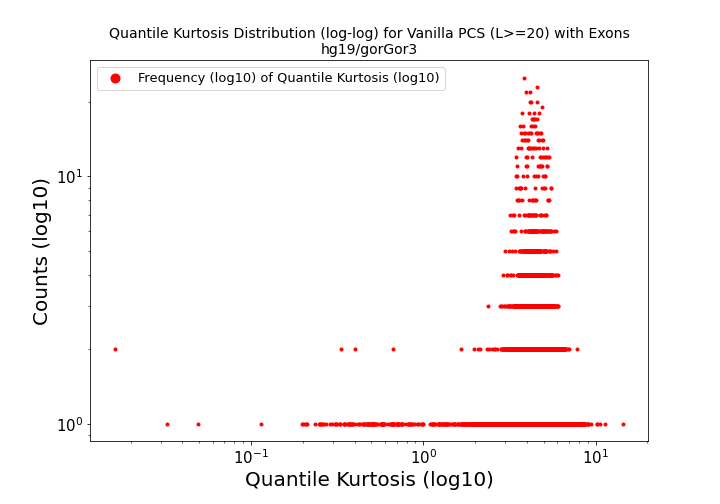 Quantile Kurtosis Distribution (log-log) for Vanilla PCS (L>=20) with Exons
hg19/gorGor3
Frequency (log10) of Quantile Kurtosis (log10)
Counts (log10)
10¹
10⁰
10⁻¹
10⁰
10¹
Quantile Kurtosis (log10)